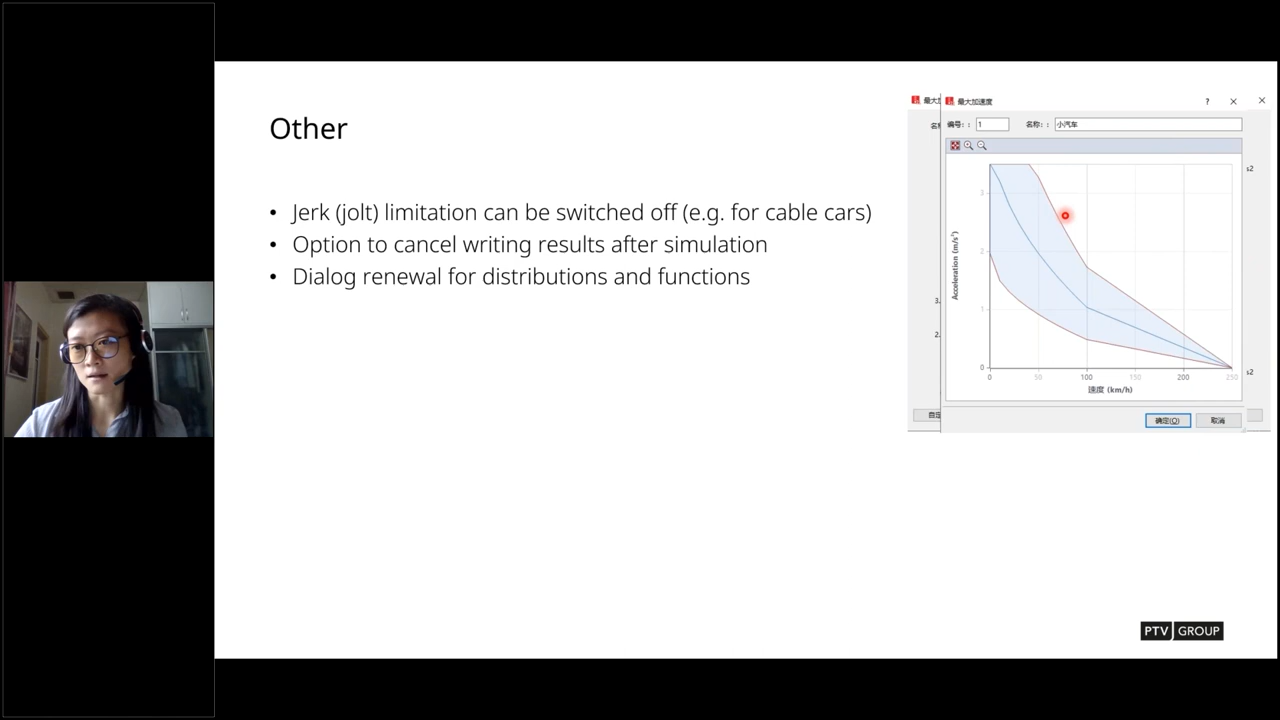 Other
• Jerk (jolt) limitation can be switched off (e.g. for cable cars)
• Option to cancel writing results after simulation
• Dialog renewal for distributions and functions
最大加速度
?
编号: : 1 名称: : 小汽车
Acceleration (m/s²)
3
2
1
0
0 50 100 150 200 250
速度 (km/h)
确定(O) 取消
PTV GROUP